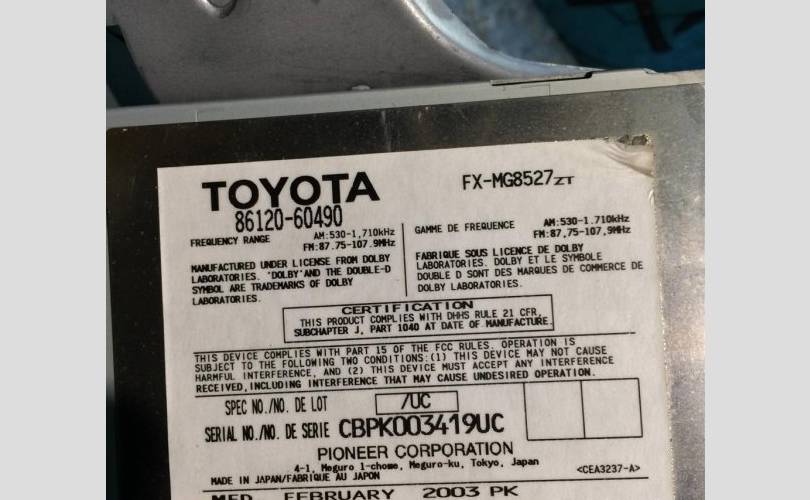 TOYOTA
86120-60490
FX-MG8527ZT
FREQUENCY RANGE AM:530-1,710kHz
FM:87.75-107.9MHz
MANUFACTURED UNDER LICENSE FROM DOLBY
LABORATORIES. "DOLBY" AND THE DOUBLE-D
SYMBOL ARE TRADEMARKS OF DOLBY
LABORATORIES.
GAMME DE FREQUENCE AM:530-1.710kHz
FM:87,75-107,9MHz
FABRIQUE SOUS LICENCE DE DOLBY
LABORATORIES. DOLBY ET LE SYMBOLE
DOUBLE D SONT DES MARQUES DE COMMERCE DE
DOLBY LABORATORIES.
CERTIFICATION
THIS PRODUCT COMPLIES WITH DHHS RULE 21 CFR,
SUBCHAPTER J, PART 1040 AT DATE OF MANUFACTURE.
THIS DEVICE COMPLIES WITH PART 15 OF THE FCC RULES. OPERATION IS
SUBJECT TO THE FOLLOWING TWO CONDITIONS:(1) THIS DEVICE MAY NOT CAUSE
HARMFUL INTERFERENCE, AND (2) THIS DEVICE MUST ACCEPT ANY INTERFERENCE
RECEIVED,INCLUDING INTERFERENCE THAT MAY CAUSE UNDESIRED OPERATION.
SPEC NO./NO. DE LOT /UC
SERIAL NO./NO. DE SERIE CBPK003419UC
PIONEER CORPORATION
4-1, Meguro 1-chome, Meguro-ku, Tokyo, Japan
MADE IN JAPAN/FABRIQUE AU JAPON <CEA3237-A>
MFD. FEBRUARY 2003 PK